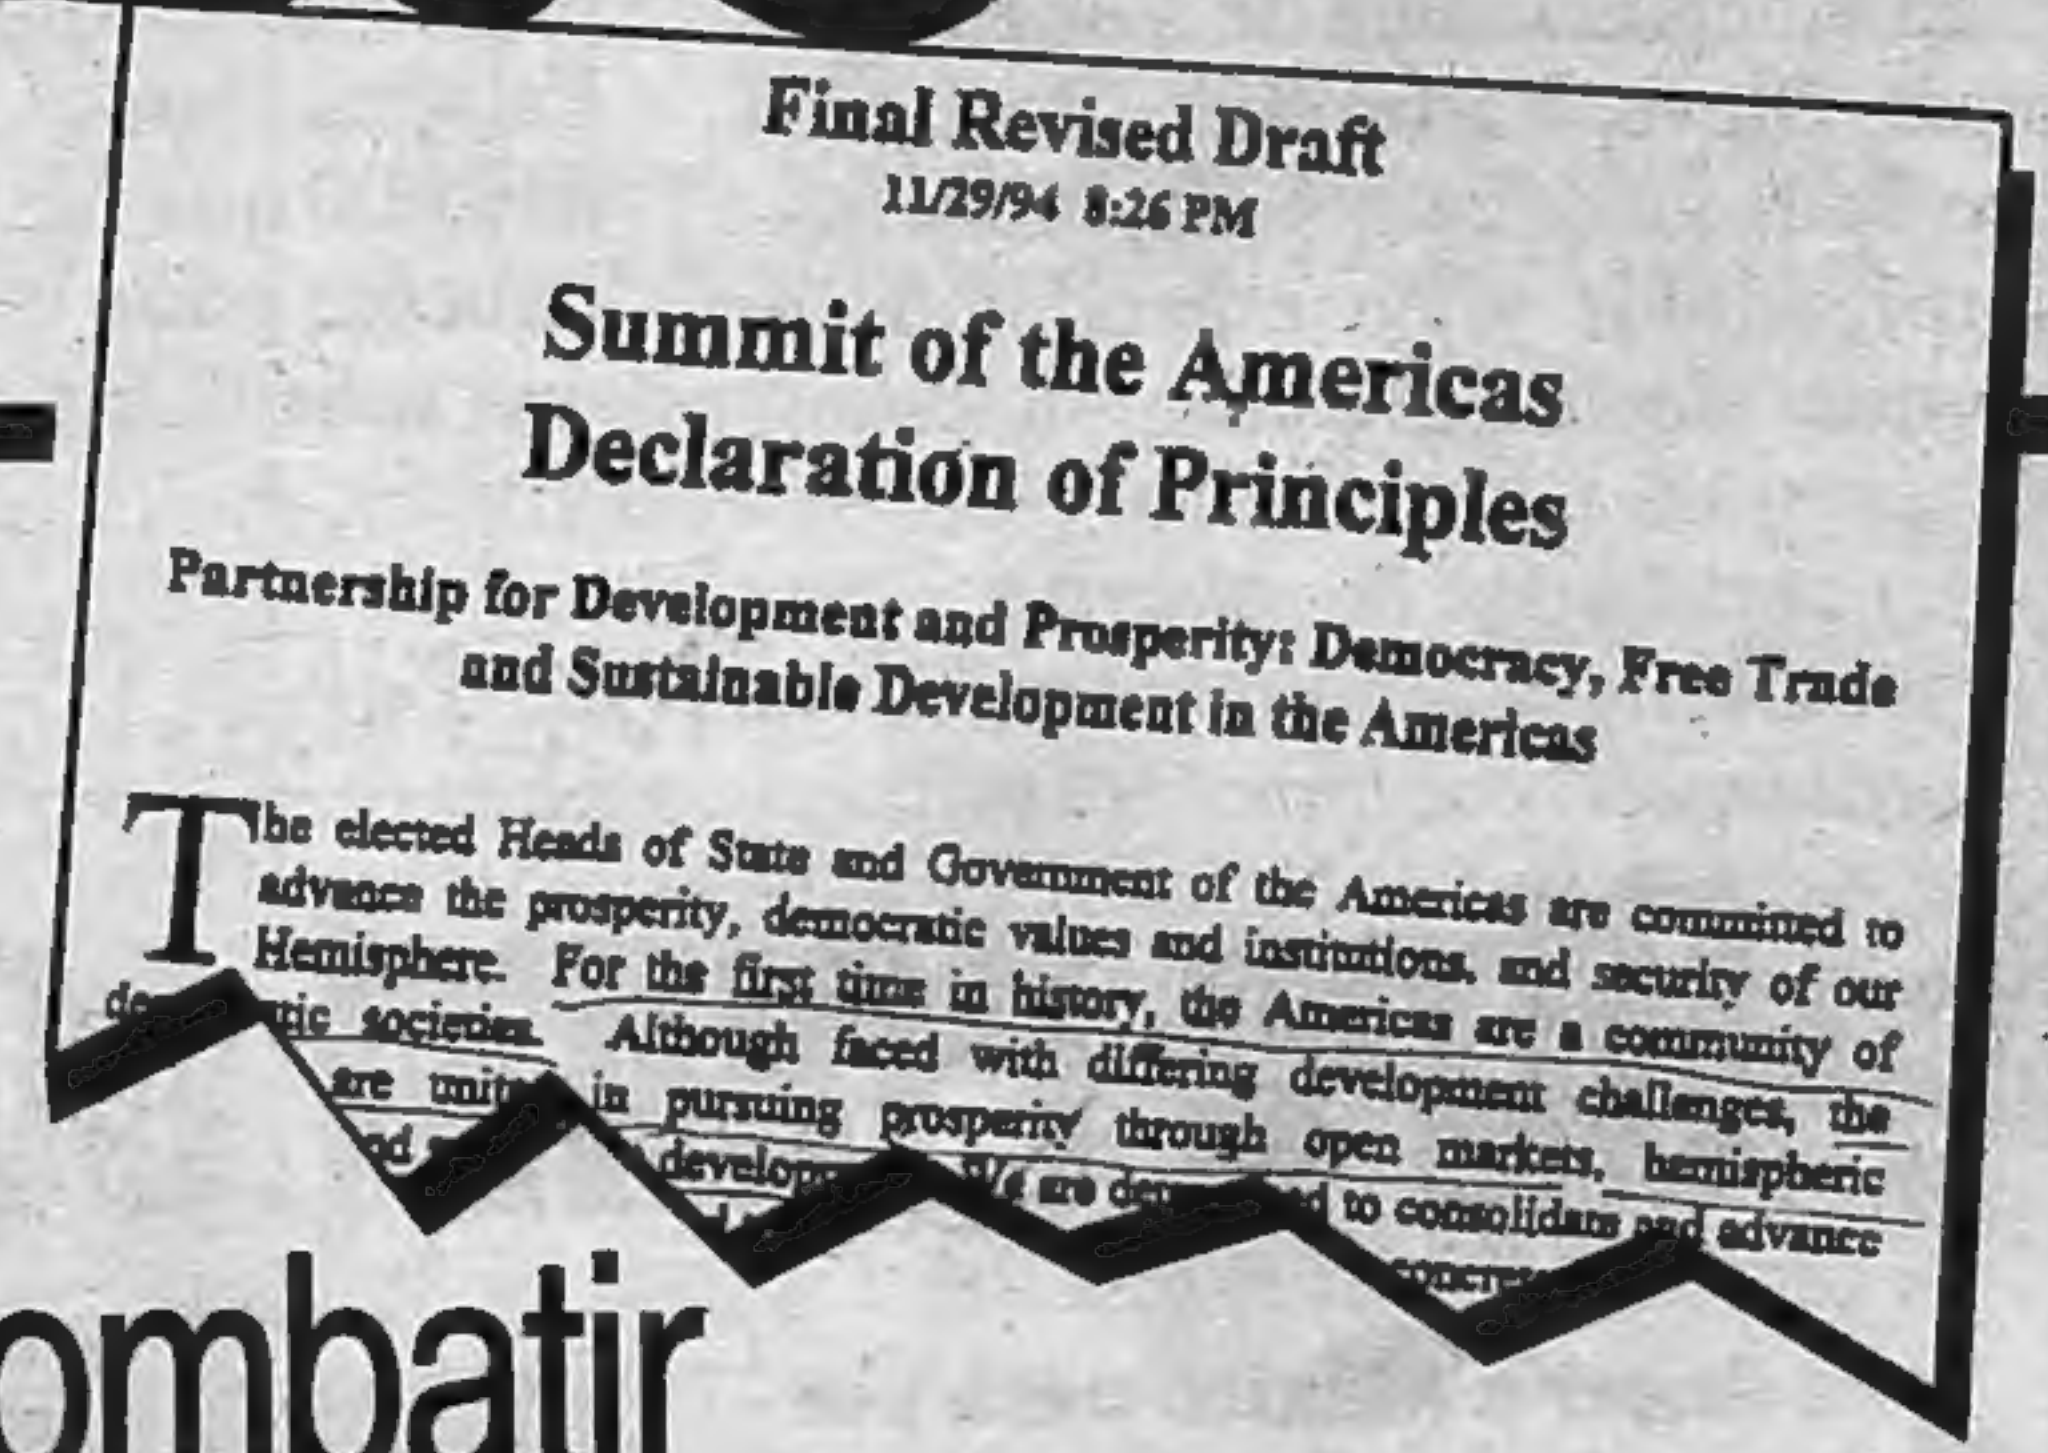 Final Revised Draft
11/29/94 8:26 PM
Summit of the Americas
Declaration of Principles
Partnership for Development and Prosperity: Democracy, Free Trade
and Sustainable Development in the Americas
The elected Heads of State and Government of the Americas are committed to
advance the prosperity, democratic values and institutions, and security of our
Hemisphere. For the first time in history, the Americas are a community of
societies. Although faced with differing development challenges, the
are in pursuing prosperity through open markets, hemispheric
We are to consolidate and advance
ombatir